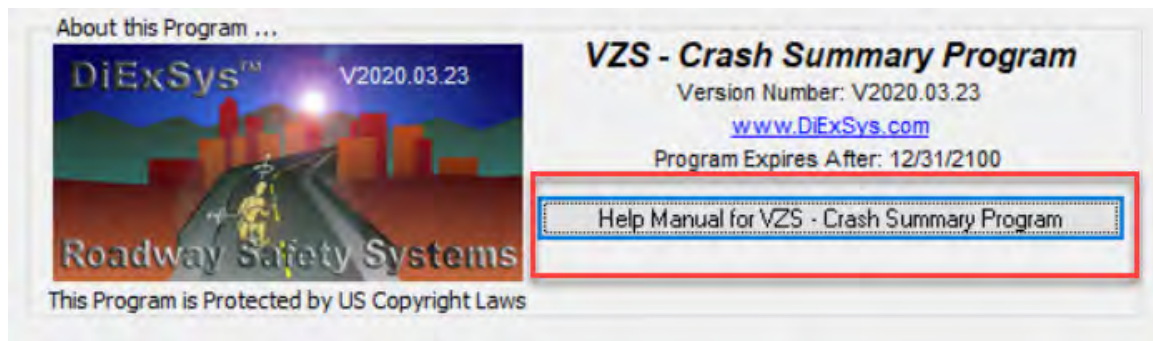 About this Program ...
DiExSys™
V2020.03.23
Roadway Safety Systems
This Program is Protected by US Copyright Laws
VZS - Crash Summary Program
Version Number: V2020.03.23
www.DiExSys.com
Program Expires After: 12/31/2100
Help Manual for VZS - Crash Summary Program